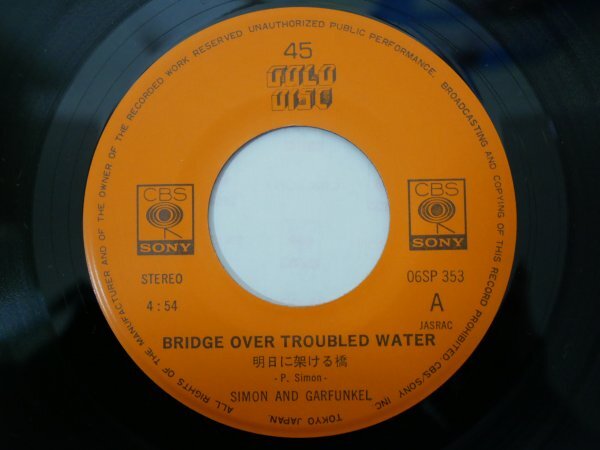 ALL RIGHTS OF THE MANUFACTURER AND OF THE OWNER OF THE RECORDED WORK RESERVED UNAUTHORIZED PUBLIC PERFORMANCE, BROADCASTING AND COPYING OF THIS RECORD PROHIBITED CBS/SONY INC. TOKYO JAPAN.
45
GOLD
DISC
CBS
SONY
CBS
SONY
STEREO
06SP 353
4:54
A
JASRAC
BRIDGE OVER TROUBLED WATER
明日に架ける橋
-P. Simon-
SIMON AND GARFUNKEL